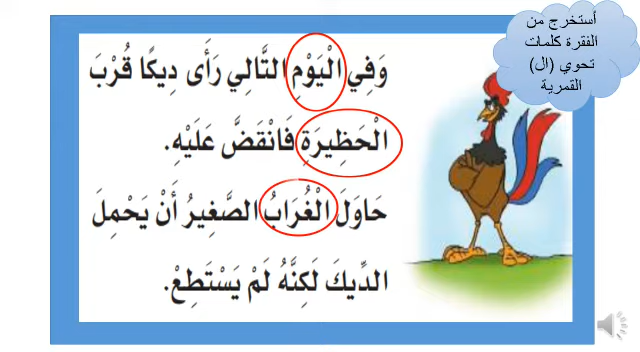 أستخرج من
الفقرة كلمات
تحوي (ال)
القمرية
وَفِي الْيَوْمِ التَّالِي رَأَى دِيكًا قُرْبَ
الْحَظِيرَةِ فَانْقَضَّ عَلَيْهِ.
حَاوَلَ الْغُرَابُ الصَّغِيرُ أَنْ يَحْمِلَ
الدِّيكَ لَكِنَّهُ لَمْ يَسْتَطِعْ.